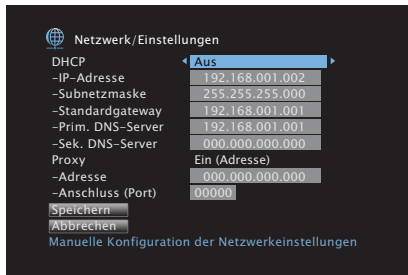 Netzwerk/Einstellungen
DHCP Aus
-IP-Adresse 192.168.001.002
-Subnetzmaske 255.255.255.000
-Standardgateway 192.168.001.001
-Prim. DNS-Server 192.168.001.001
-Sek. DNS-Server 000.000.000.000
Proxy Ein (Adresse)
-Adresse 000.000.000.000
-Anschluss (Port) 00000
Speichern
Abbrechen
Manuelle Konfiguration der Netzwerkeinstellungen